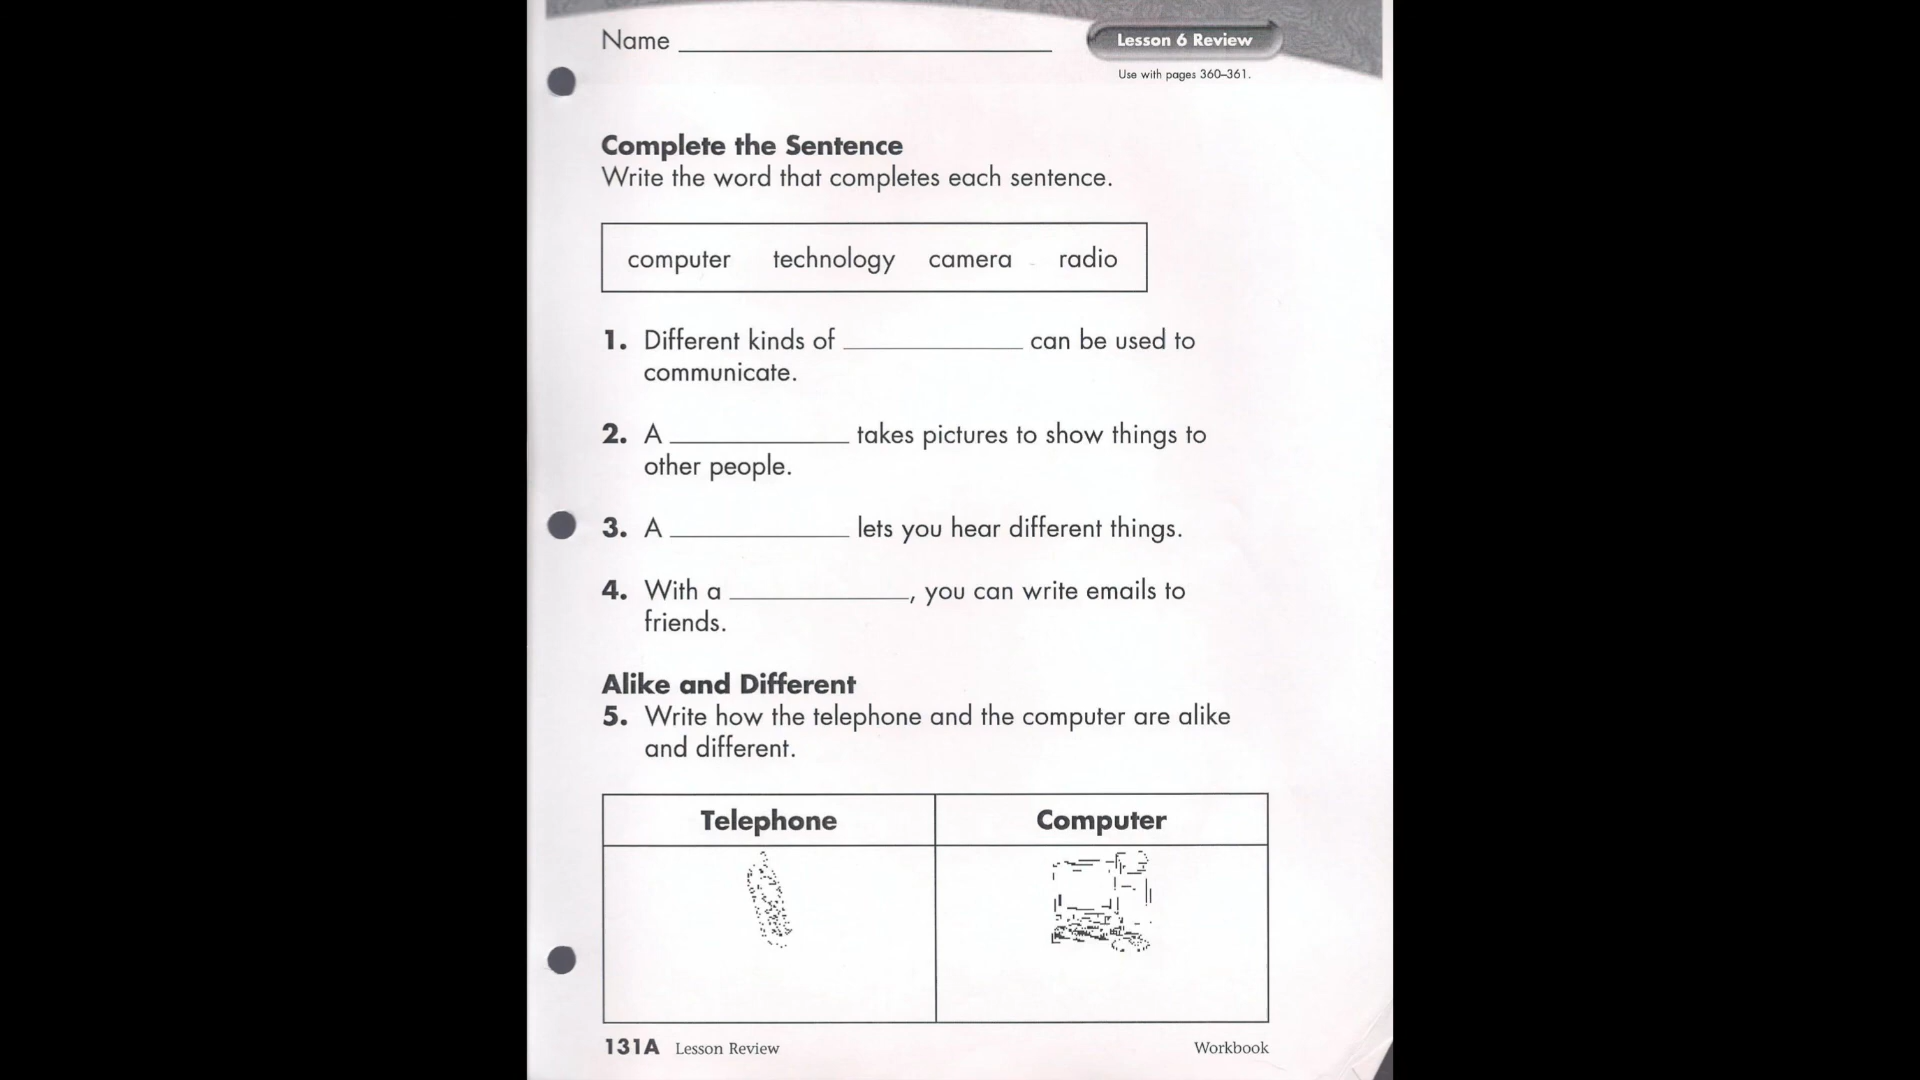 Name
Lesson 6 Review
Use with pages 360–361.
Complete the Sentence
Write the word that completes each sentence.
computer technology camera radio
1. Different kinds of ____________ can be used to
communicate.
2. A ____________ takes pictures to show things to
other people.
3. A ____________ lets you hear different things.
4. With a ____________, you can write emails to
friends.
Alike and Different
5. Write how the telephone and the computer are alike
and different.
Telephone Computer
131A Lesson Review Workbook